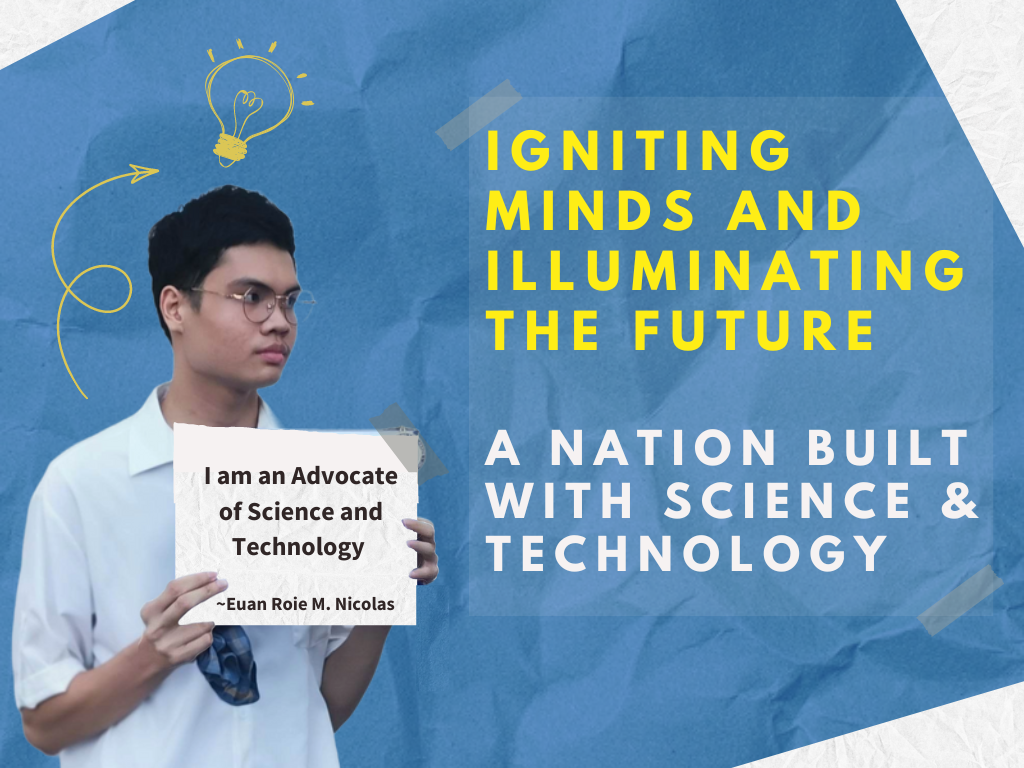 IGNITING
MINDS AND
ILLUMINATING
THE FUTURE
A NATION BUILT
WITH SCIENCE &
TECHNOLOGY
I am an Advocate
of Science and
Technology
~Euan Roie M. Nicolas